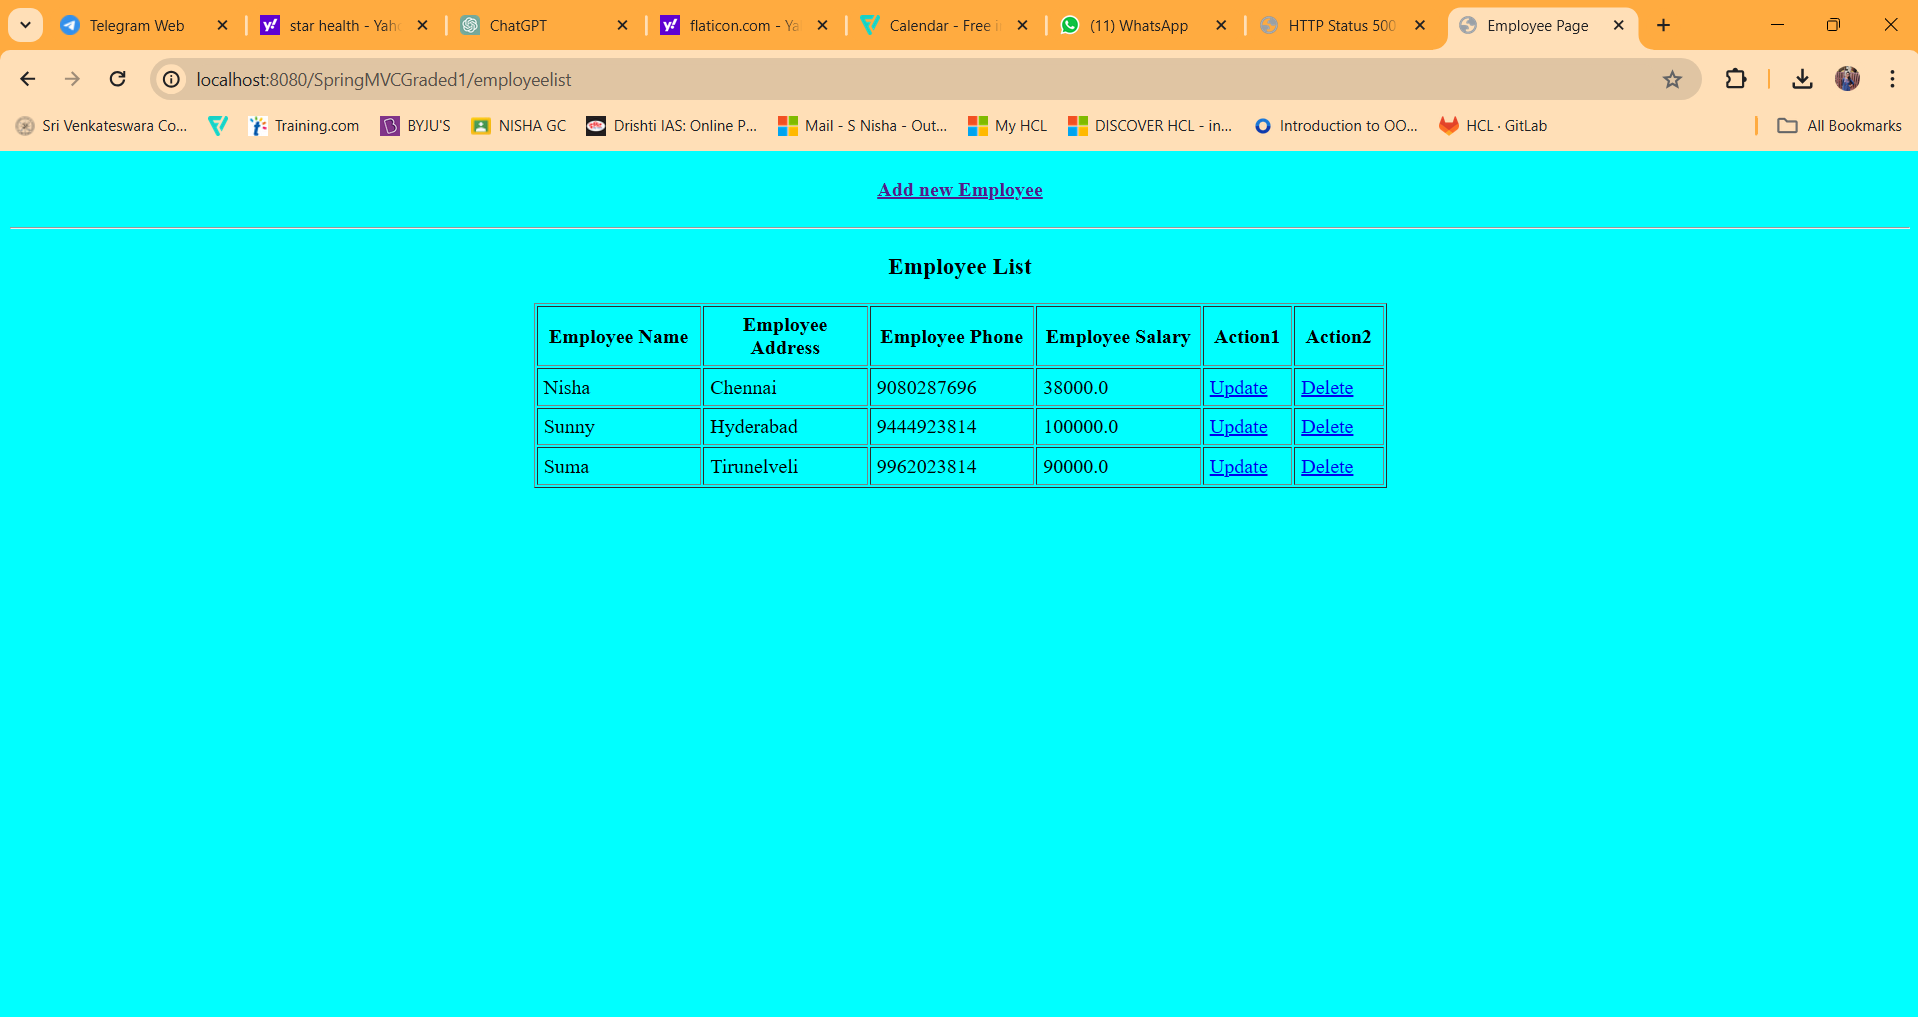 Telegram Web
star health - Yah
ChatGPT
flaticon.com - Ya
Calendar - Free i
(11) WhatsApp
HTTP Status 500
Employee Page
localhost:8080/SpringMVCGraded1/employeelist
Sri Venkateswara Co... Training.com BYJU'S NISHA GC Drishti IAS: Online P... Mail - S Nisha - Out... My HCL DISCOVER HCL - in... Introduction to OO... HCL · GitLab All Bookmarks
Add new Employee
Employee List
Employee Name Employee Address Employee Phone Employee Salary Action1 Action2
Nisha Chennai 9080287696 38000.0 Update Delete
Sunny Hyderabad 9444923814 100000.0 Update Delete
Suma Tirunelveli 9962023814 90000.0 Update Delete